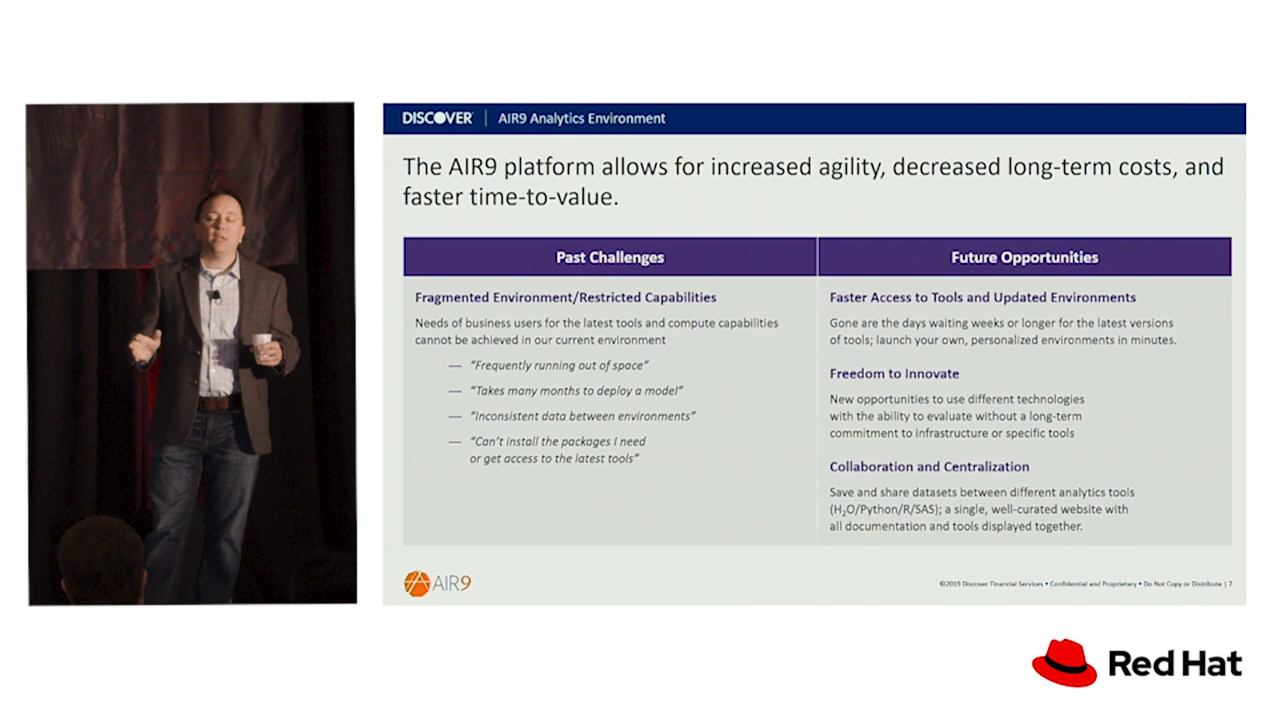 DISCOVER | AIR9 Analytics Environment
The AIR9 platform allows for increased agility, decreased long-term costs, and
faster time-to-value.
Past Challenges
Fragmented Environment/Restricted Capabilities
Needs of business users for the latest tools and compute capabilities
cannot be achieved in our current environment
— "Frequently running out of space"
— "Takes many months to deploy a model"
— "Inconsistent data between environments"
— "Can't install the packages I need
or get access to the latest tools"
Future Opportunities
Faster Access to Tools and Updated Environments
Gone are the days waiting weeks or longer for the latest versions
of tools; launch your own, personalized environments in minutes.
Freedom to Innovate
New opportunities to use different technologies
with the ability to evaluate without a long-term
commitment to infrastructure or specific tools
Collaboration and Centralization
Save and share datasets between different analytics tools
(H₂O/Python/R/SAS); a single, well-curated website with
all documentation and tools displayed together.
AIR9
©2019 Discover Financial Services • Confidential and Proprietary • Do Not Copy or Distribute | 7
Red Hat